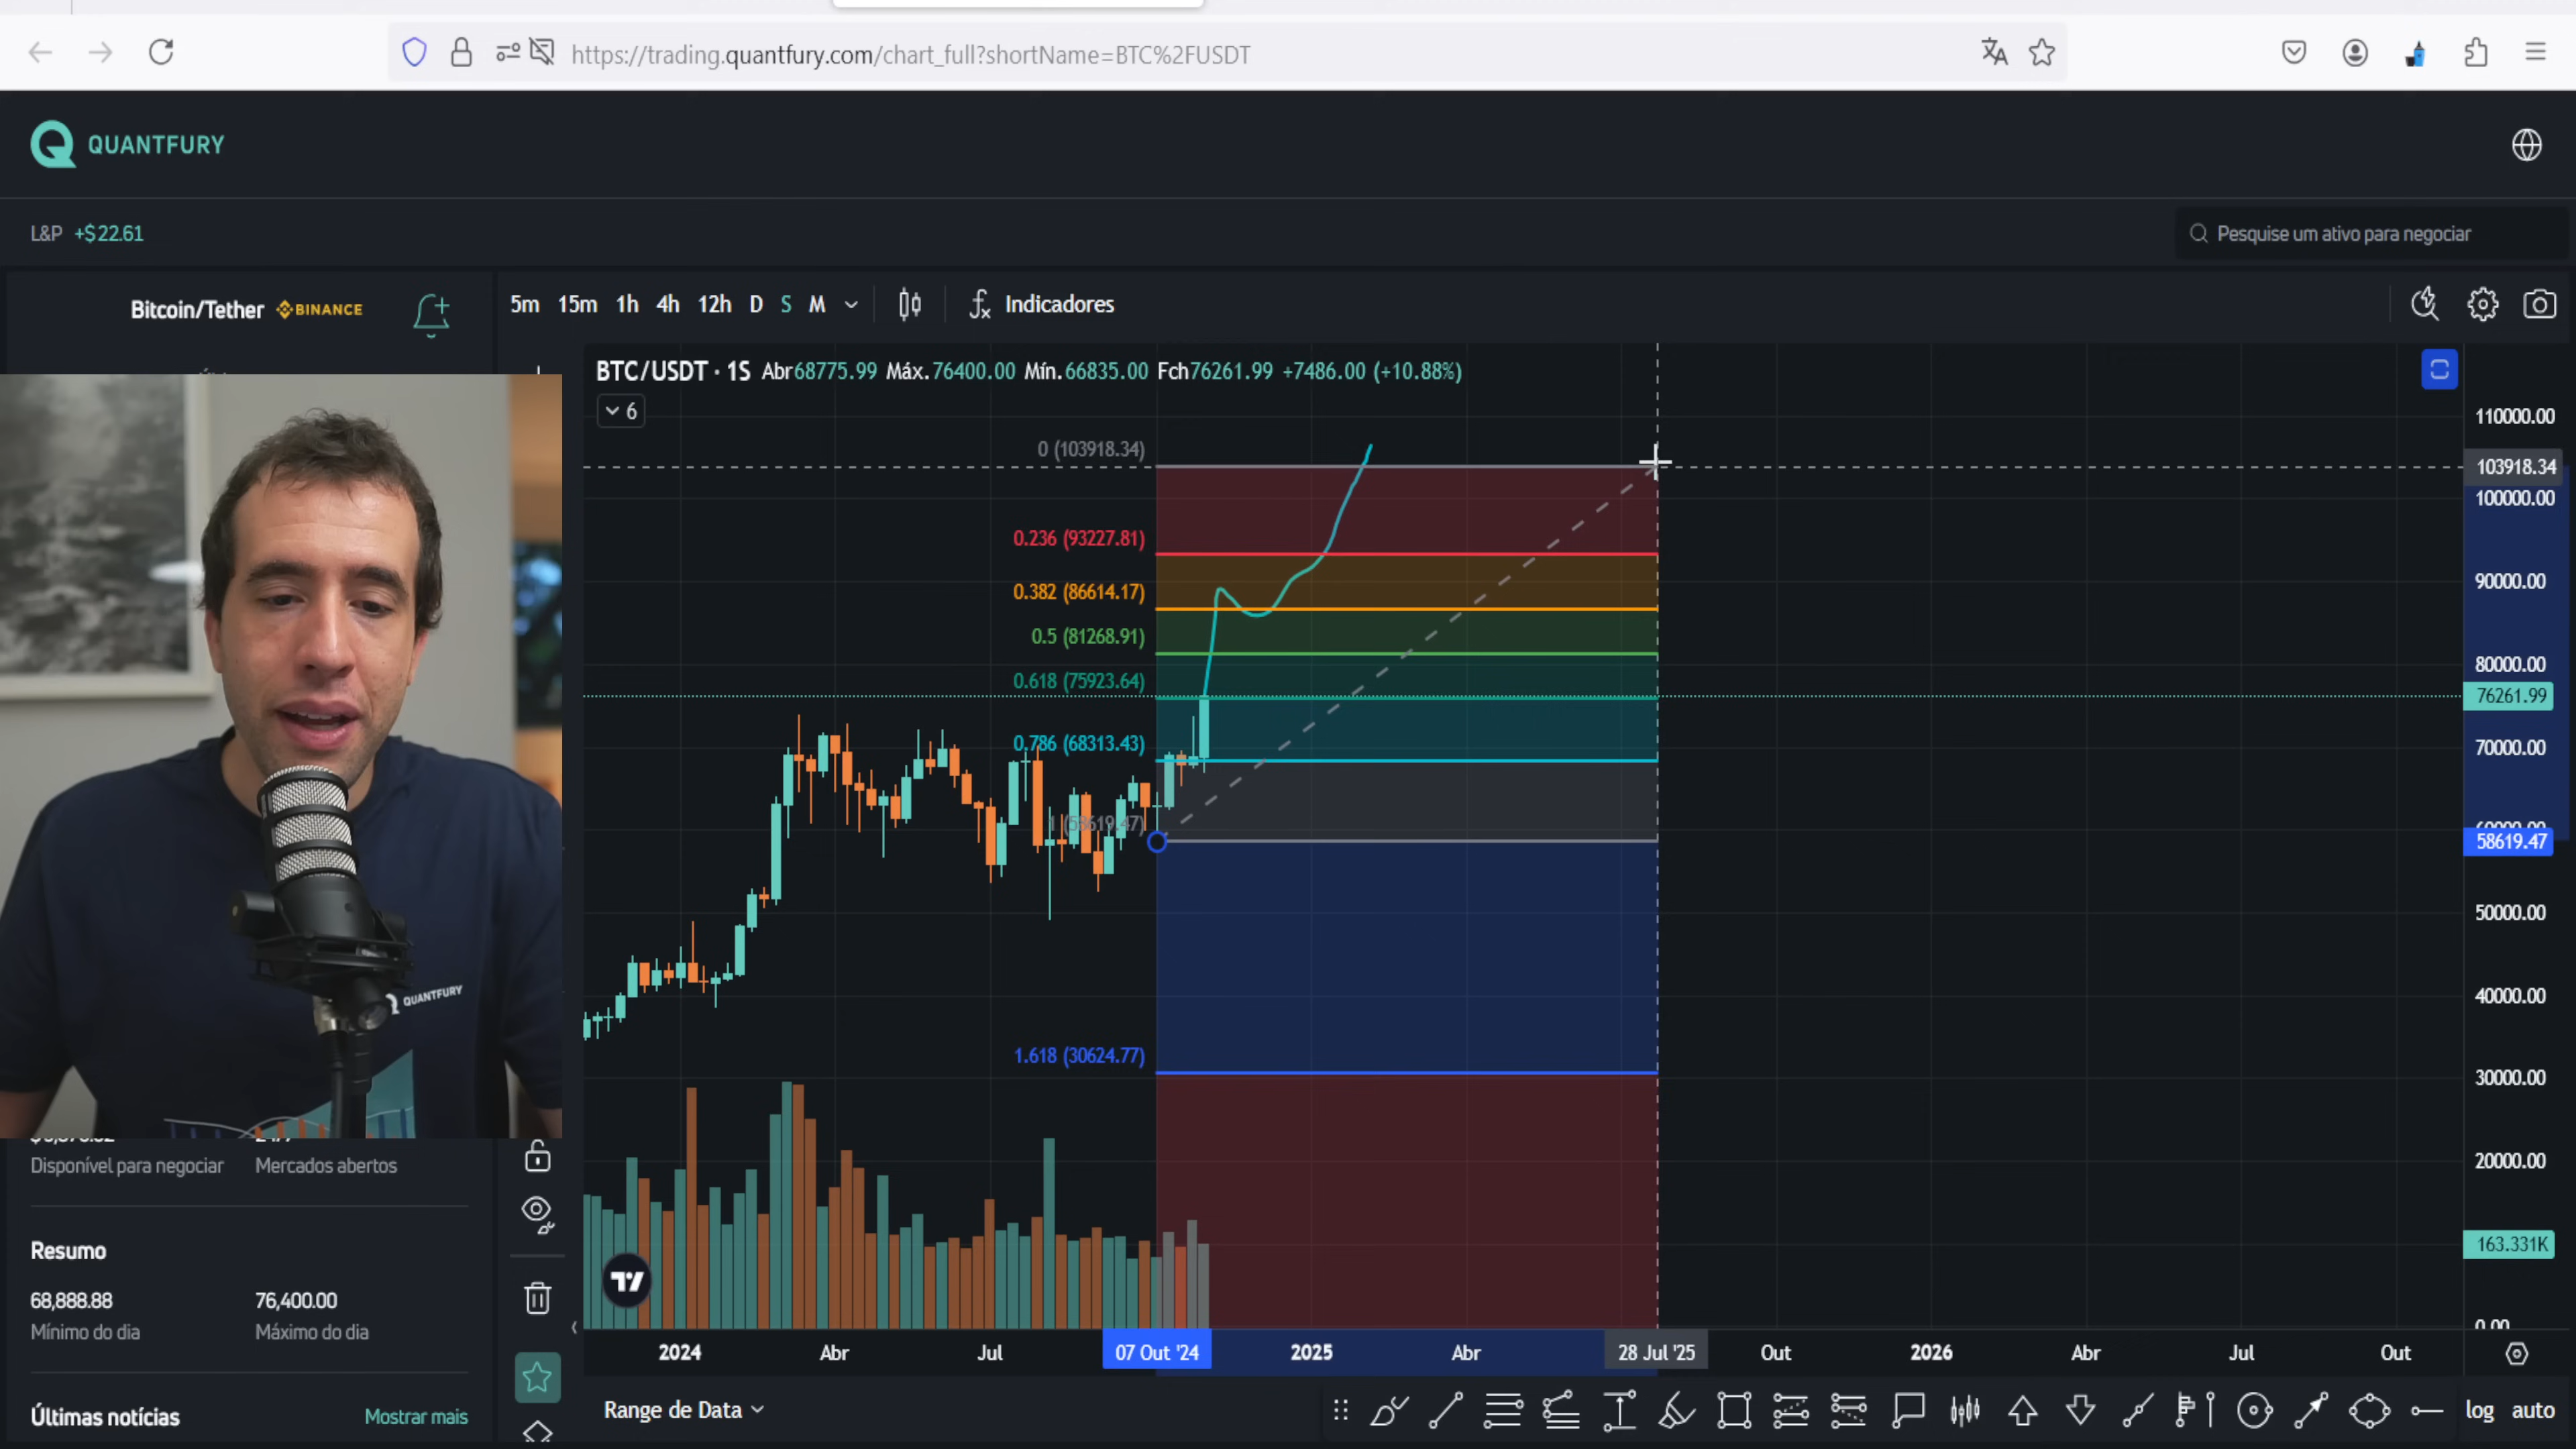 https://trading.quantfury.com/chart_full?shortName=BTC%2FUSDT
QUANTFURY
L&P +$22.61
Pesquise um ativo para negociar
Bitcoin/Tether BINANCE
5m 15m 1h 4h 12h D S M
Indicadores
BTC/USDT · 1S Abr68775.99 Máx.76400.00 Mín.66835.00 Fch76261.99 +7486.00 (+10.88%)
6
110000.00
0 (103918.34)
103918.34
100000.00
0.236 (93227.81)
90000.00
0.382 (86614.17)
0.5 (81268.91)
80000.00
0.618 (75923.64)
76261.99
0.786 (68313.43)
70000.00
1 (58619.47)
58619.47
50000.00
40000.00
QUANTFURY
1.618 (30624.77)
30000.00
20000.00
163.331K
0.00
Disponível para negociar
Mercados abertos
Resumo
68,888.88
76,400.00
Mínimo do dia
Máximo do dia
Últimas notícias
Mostrar mais
2024 Abr Jul 07 Out '24 2025 Abr 28 Jul '25 Out 2026 Abr Jul Out
Range de Data
log auto